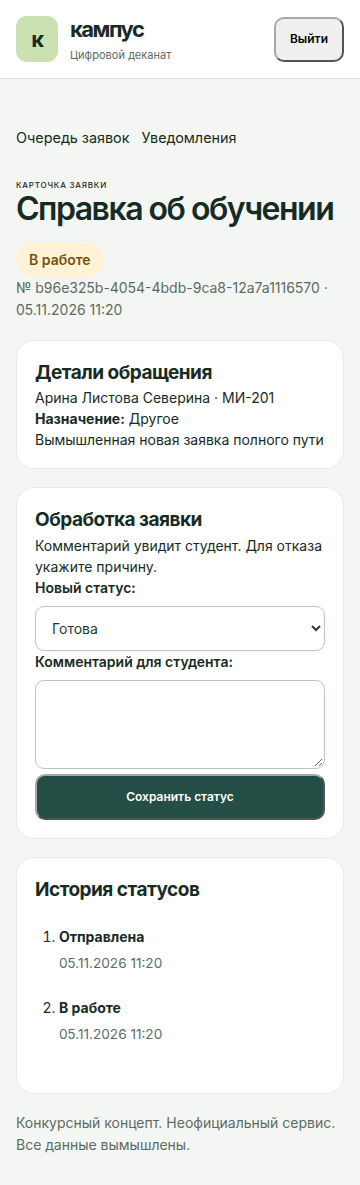 к
кампус
Цифровой деканат
Выйти
Очередь заявок Уведомления
КАРТОЧКА ЗАЯВКИ
Справка об обучении
В работе
№ b96e325b-4054-4bdb-9ca8-12a7a1116570 ·
05.11.2026 11:20
Детали обращения
Арина Листова Северина · МИ-201
Назначение: Другое
Вымышленная новая заявка полного пути
Обработка заявки
Комментарий увидит студент. Для отказа
укажите причину.
Новый статус:
Готова
Комментарий для студента:
Сохранить статус
История статусов
1. Отправлена
05.11.2026 11:20
2. В работе
05.11.2026 11:20
Конкурсный концепт. Неофициальный сервис.
Все данные вымышлены.